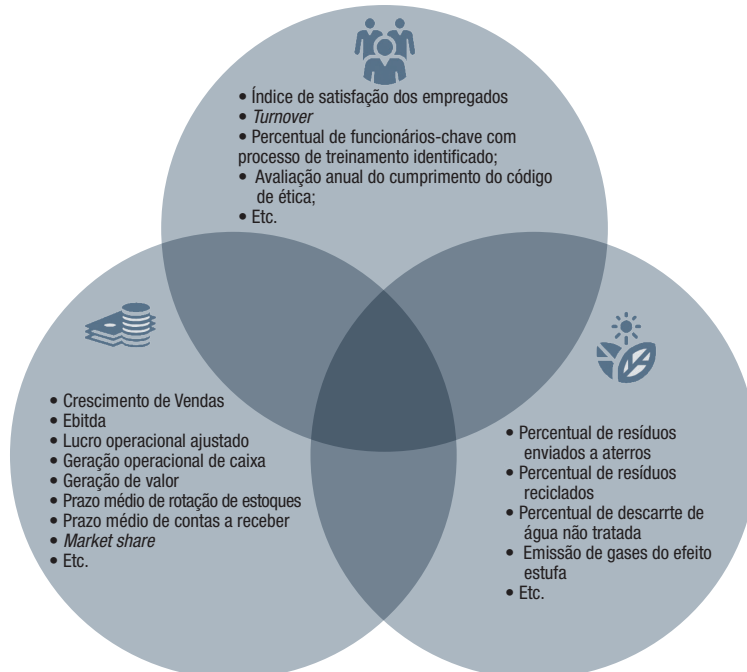 • Índice de satisfação dos empregados
• Turnover
• Percentual de funcionários-chave com
processo de treinamento identificado;
• Avaliação anual do cumprimento do código
de ética;
• Etc.
• Crescimento de Vendas
• Ebitda
• Lucro operacional ajustado
• Geração operacional de caixa
• Geração de valor
• Prazo médio de rotação de estoques
• Prazo médio de contas a receber
• Market share
• Etc.
• Percentual de resíduos
enviados a aterros
• Percentual de resíduos
reciclados
• Percentual de descarrte de
água não tratada
• Emissão de gases do efeito
estufa
• Etc.